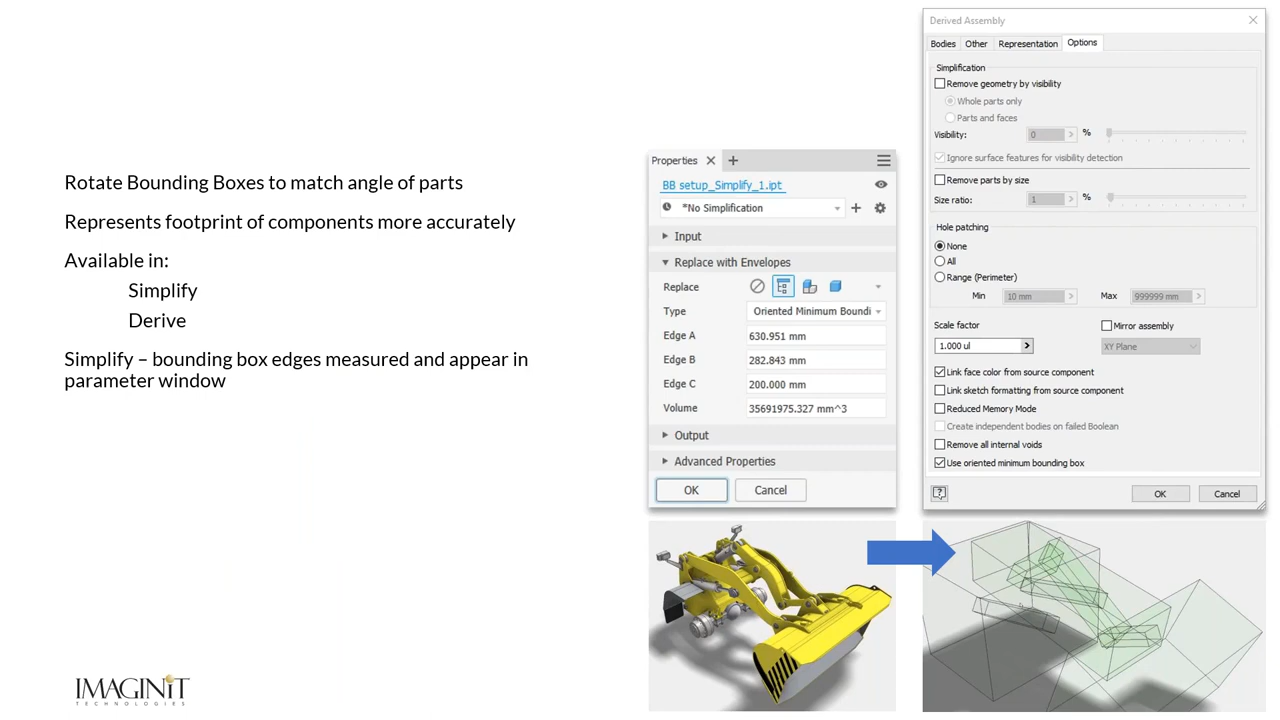 Rotate Bounding Boxes to match angle of parts
Represents footprint of components more accurately
Available in:
Simplify
Derive
Simplify – bounding box edges measured and appear in
parameter window
IMAGINiT
TECHNOLOGIES
Properties
BB setup_Simplify_1.ipt
*No Simplification
Input
Replace with Envelopes
Replace
Type Oriented Minimum Boundi
Edge A 630.951 mm
Edge B 282.843 mm
Edge C 200.000 mm
Volume 35691975.327 mm^3
Output
Advanced Properties
OK Cancel
Derived Assembly
Bodies Other Representation Options
Simplification
Remove geometry by visibility
Whole parts only
Parts and faces
Visibility: 0 %
Ignore surface features for visibility detection
Remove parts by size
Size ratio: 1 %
Hole patching
None
All
Range (Perimeter)
Min 10 mm Max 999999 mm
Scale factor Mirror assembly
1.000 ul XY Plane
Link face color from source component
Link sketch formatting from source component
Reduced Memory Mode
Create independent bodies on failed Boolean
Remove all internal voids
Use oriented minimum bounding box
? OK Cancel